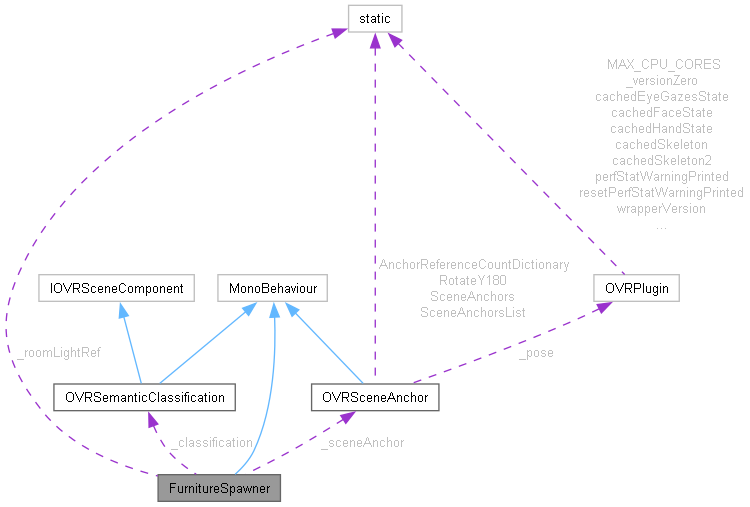 static
MAX_CPU_CORES
_versionZero
cachedEyeGazesState
cachedFaceState
cachedHandState
cachedSkeleton
cachedSkeleton2
perfStatWarningPrinted
resetPerfStatWarningPrinted
wrapperVersion
...
AnchorReferenceCountDictionary
RotateY180
SceneAnchors
SceneAnchorsList
IOVRSceneComponent
MonoBehaviour
OVRPlugin
_roomLightRef
_pose
OVRSemanticClassification
OVRSceneAnchor
_classification
_sceneAnchor
FurnitureSpawner